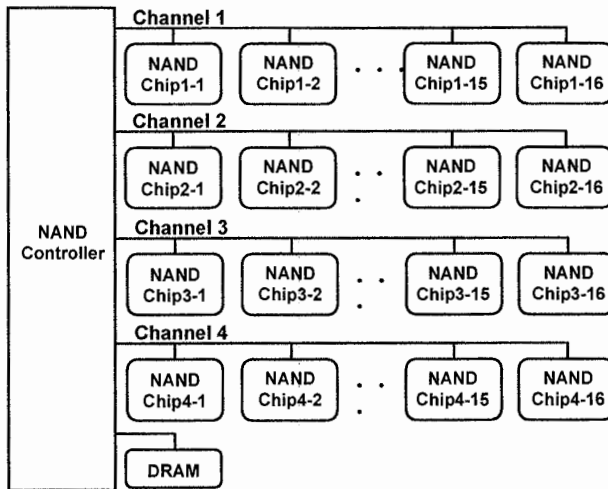 Channel 1
NAND
Chip1-1
NAND
Chip1-2
. . .
NAND
Chip1-15
NAND
Chip1-16
Channel 2
NAND
Chip2-1
NAND
Chip2-2
. . .
NAND
Chip2-15
NAND
Chip2-16
NAND
Controller
Channel 3
NAND
Chip3-1
NAND
Chip3-2
. . .
NAND
Chip3-15
NAND
Chip3-16
Channel 4
NAND
Chip4-1
NAND
Chip4-2
. . .
NAND
Chip4-15
NAND
Chip4-16
DRAM